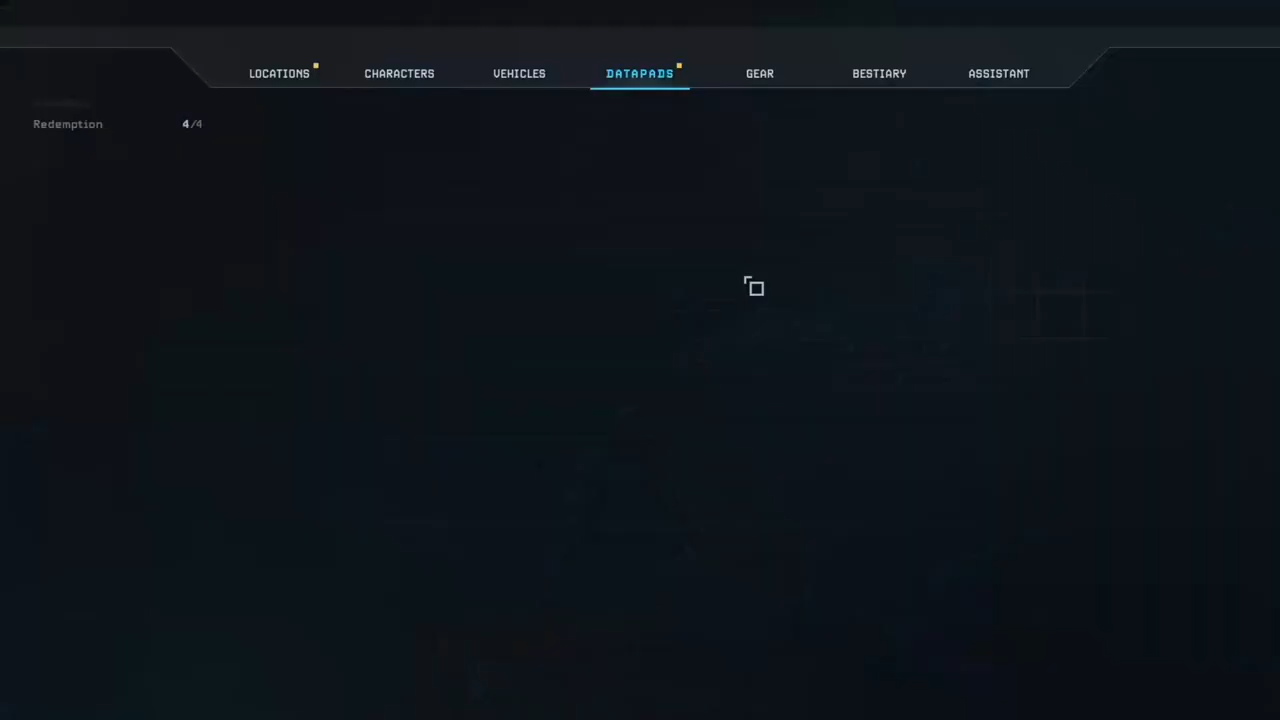 LOCATIONS CHARACTERS VEHICLES DATAPADS GEAR BESTIARY ASSISTANT
Redemption 4/4